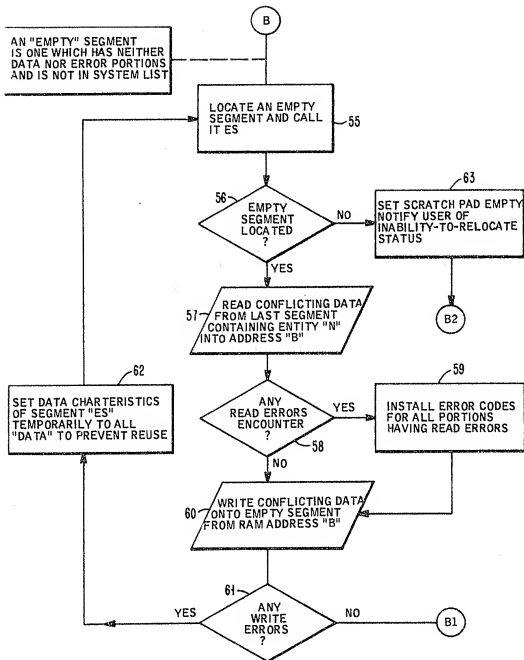 B
AN "EMPTY" SEGMENT
IS ONE WHICH HAS NEITHER
DATA NOR ERROR PORTIONS
AND IS NOT IN SYSTEM LIST
LOCATE AN EMPTY
SEGMENT AND CALL
IT ES
55
56
EMPTY
SEGMENT
LOCATED
?
NO
YES
63
SET SCRATCH PAD EMPTY
NOTIFY USER OF
INABILITY-TO-RELOCATE
STATUS
B2
57
READ CONFLICTING DATA
FROM LAST SEGMENT
CONTAINING ENTITY "N"
INTO ADDRESS "B"
62
SET DATA CHARTERISTICS
OF SEGMENT "ES"
TEMPORARILY TO ALL
"DATA" TO PREVENT REUSE
ANY
READ ERRORS
ENCOUNTER
?
58
YES
NO
59
INSTALL ERROR CODES
FOR ALL PORTIONS
HAVING READ ERRORS
60
WRITE CONFLICTING DATA
ONTO EMPTY SEGMENT
FROM RAM ADDRESS "B"
61
ANY
WRITE
ERRORS
?
YES
NO
B1